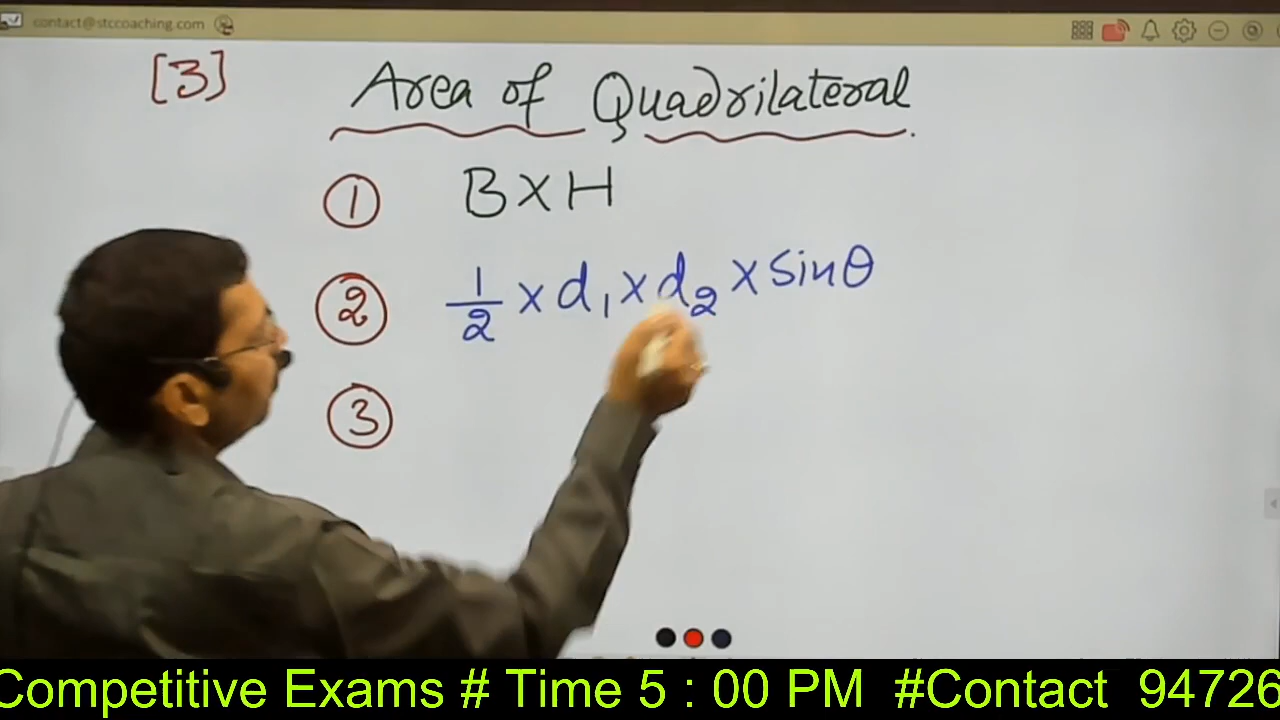 contact@stccoaching.com
[3] Area of Quadrilateral.
① B×H
② 1/2 × d₁ × d₂ × sinθ
③
Competitive Exams # Time 5 : 00 PM #Contact 94726